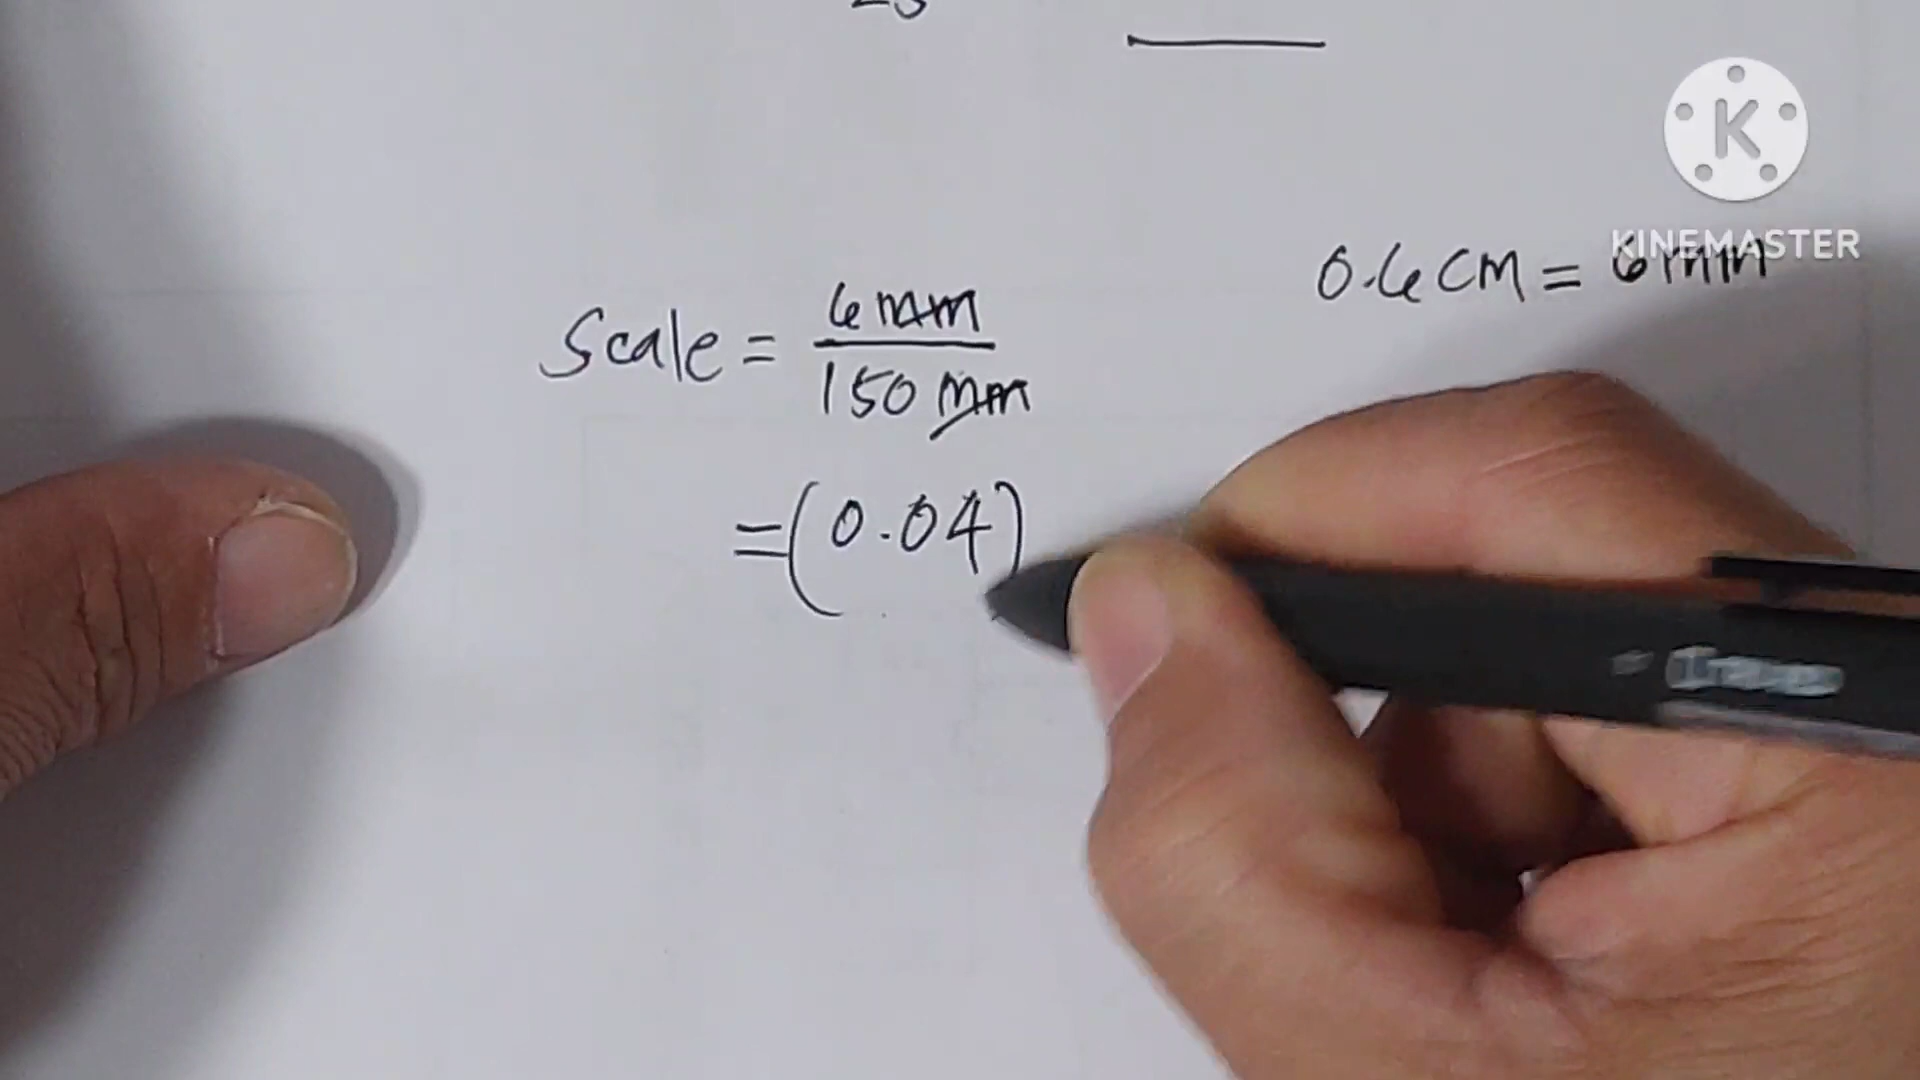 K
KINEMASTER
0.6 CM = 6 mm
Scale = 6 mm / 150 mm
= (0.04)